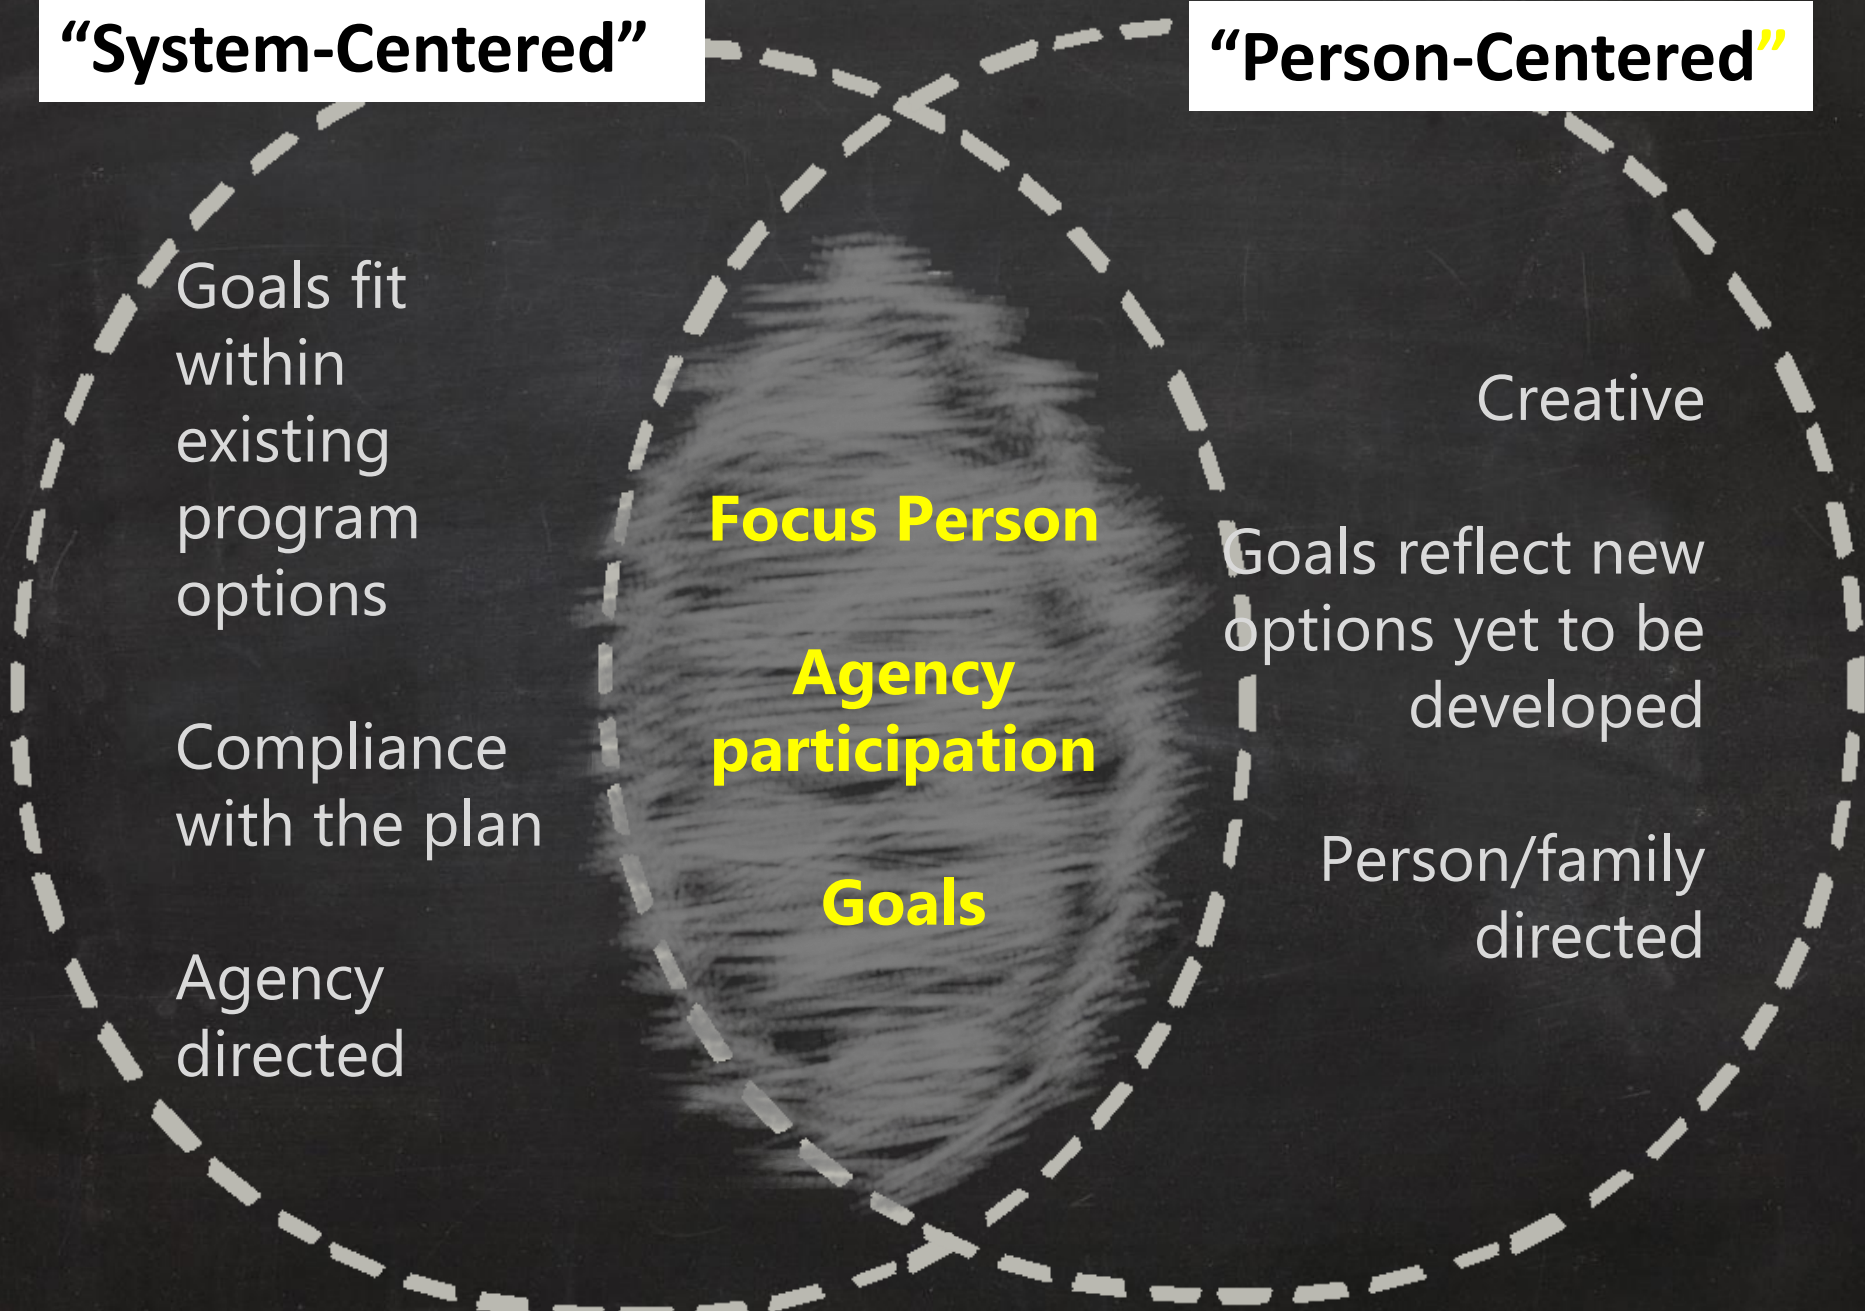 “System-Centered”
“Person-Centered”
Goals fit
within
existing
program
options
Compliance
with the plan
Agency
directed
Focus Person
Agency
participation
Goals
Creative
Goals reflect new
options yet to be
developed
Person/family
directed